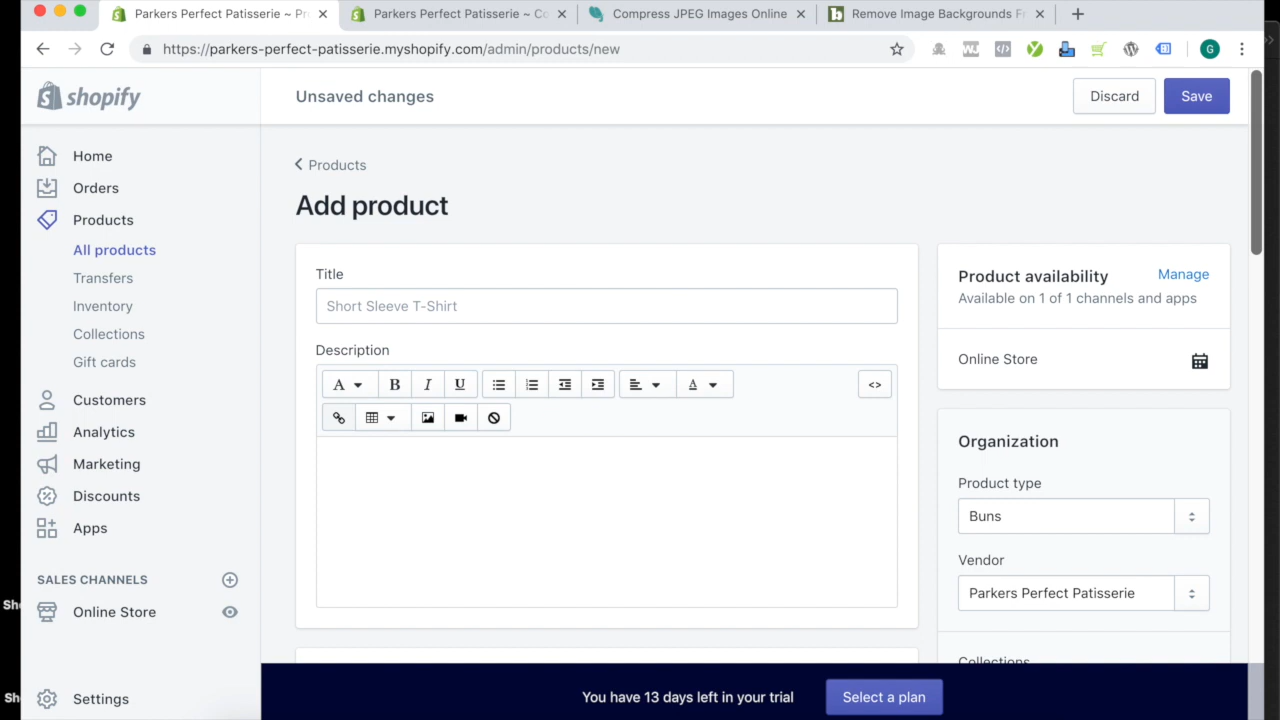 Parkers Perfect Patisserie ~ Pr
Parkers Perfect Patisserie ~ Co
Compress JPEG Images Online
Remove Image Backgrounds Fr
https://parkers-perfect-patisserie.myshopify.com/admin/products/new
WJ
G
shopify
Unsaved changes
Discard
Save
Home
Orders
Products
All products
Transfers
Inventory
Collections
Gift cards
Customers
Analytics
Marketing
Discounts
Apps
SALES CHANNELS
Online Store
Settings
Products
Add product
Title
Short Sleeve T-Shirt
Description
A B I U A <>
Product availability
Manage
Available on 1 of 1 channels and apps
Online Store
Organization
Product type
Buns
Vendor
Parkers Perfect Patisserie
Collections
You have 13 days left in your trial
Select a plan
Sho
Sh